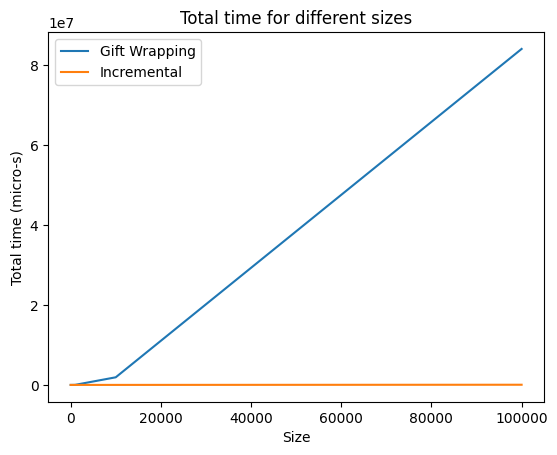 Total time for different sizes
1e7
Gift Wrapping
Incremental
8
6
4
2
0
Total time (micro-s)
0 20000 40000 60000 80000 100000
Size